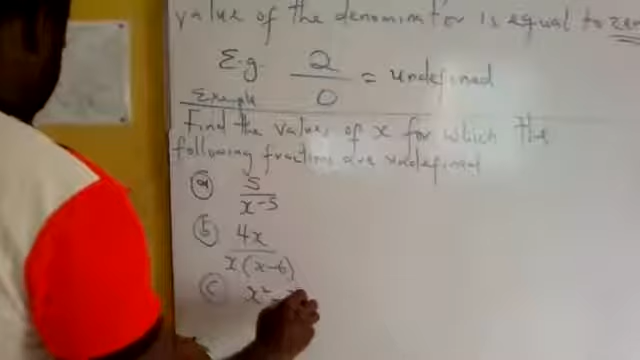 value of the denominator is equal to zero
E.g. 2/0 = undefined
Example
Find the values of x for which the
following fractions are undefined
(a) 5/(x-5)
(b) 4x/(x(x-6))
(c) x² -